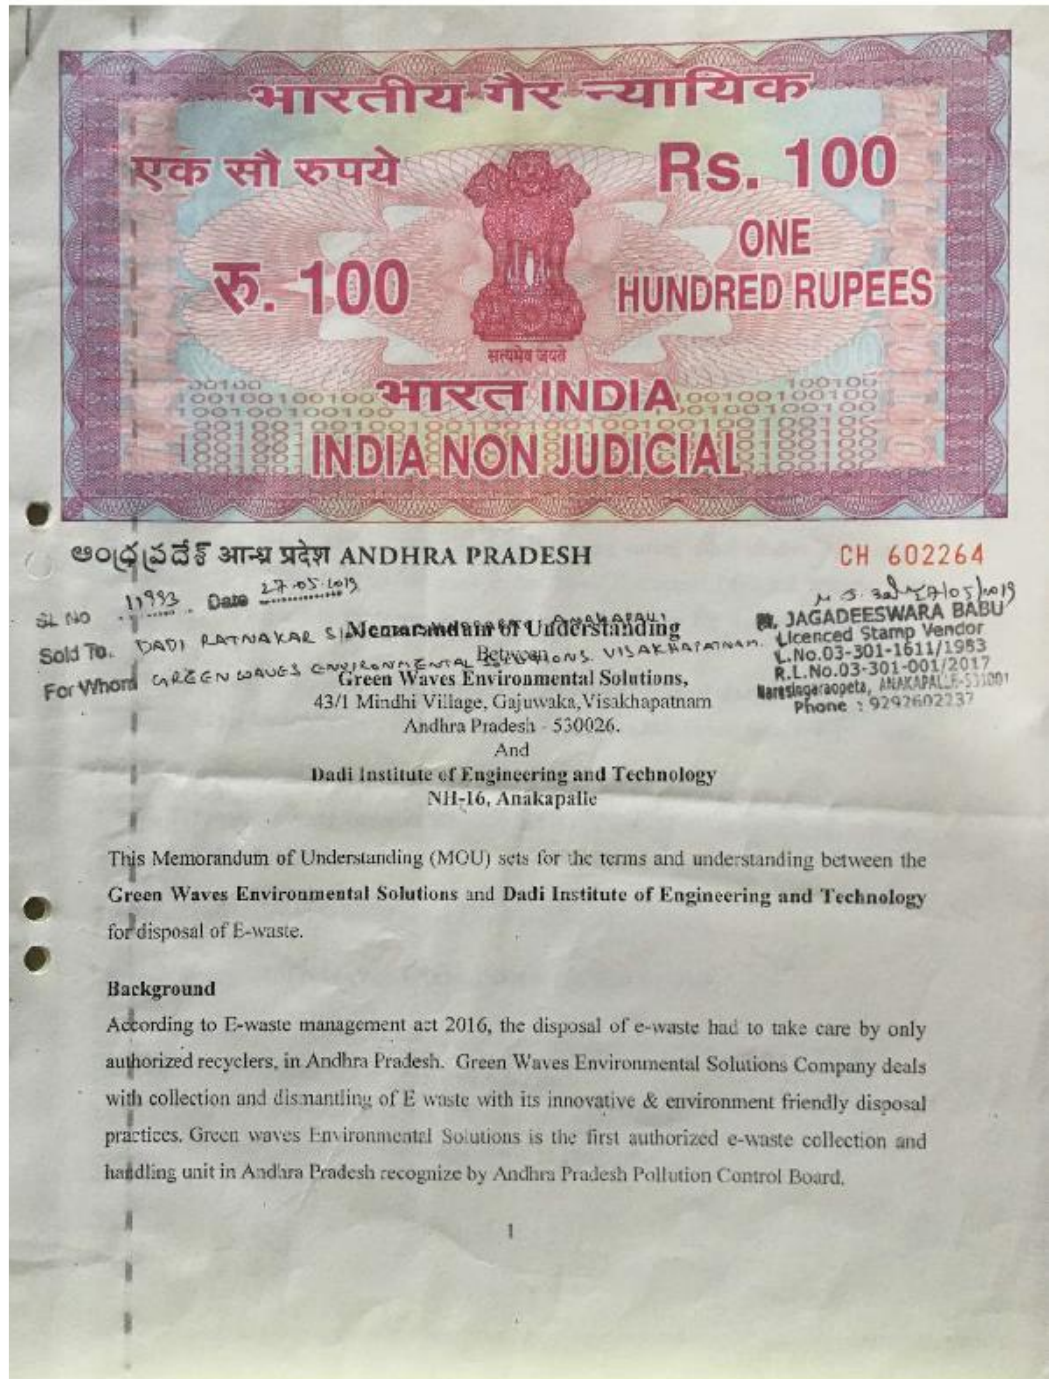 भारतीय गैर न्यायिक
एक सौ रुपये
Rs. 100
रु. 100
ONE
HUNDRED RUPEES
सत्यमेव जयते
भारत INDIA
INDIA NON JUDICIAL
ఆంధ్రప్రదేశ్ आन्ध्र प्रदेश ANDHRA PRADESH
CH 602264
SL NO 11993 Date 27-05-2019
Sold To. DADI RATNAKAR S/o ANAKAPALLI
For Whom GREEN WAVES ENVIRONMENTAL SOLUTIONS. VISAKHAPATNAM.
JAGADEESWARA BABU
Licenced Stamp Vendor
L.No.03-301-1611/1983
R.L.No.03-301-001/2017
Narsingaraopeta, ANAKAPALLE-531001
Phone : 9292602237
Memorandum of Understanding
Between
Green Waves Environmental Solutions,
43/1 Mindhi Village, Gajuwaka,Visakhapatnam
Andhra Pradesh - 530026.
And
Dadi Institute of Engineering and Technology
NH-16, Anakapalle
This Memorandum of Understanding (MOU) sets for the terms and understanding between the
Green Waves Environmental Solutions and Dadi Institute of Engineering and Technology
for disposal of E-waste.
Background
According to E-waste management act 2016, the disposal of e-waste had to take care by only
authorized recyclers, in Andhra Pradesh. Green Waves Environmental Solutions Company deals
with collection and dismantling of E waste with its innovative & environment friendly disposal
practices. Green waves Environmental Solutions is the first authorized e-waste collection and
handling unit in Andhra Pradesh recognize by Andhra Pradesh Pollution Control Board.
1